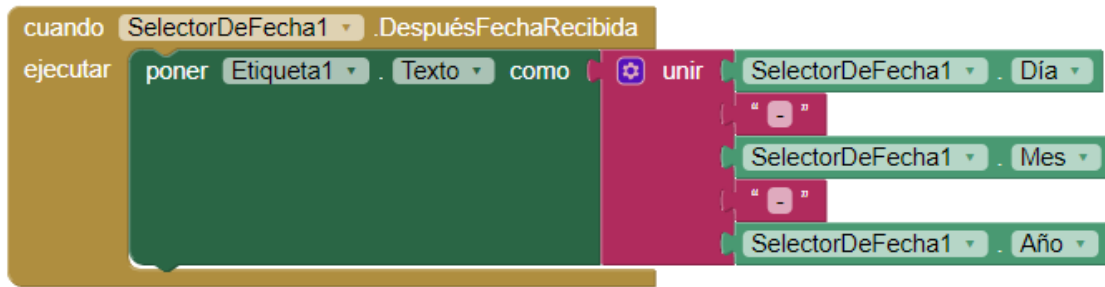 cuando SelectorDeFecha1 .DespuésFechaRecibida
ejecutar poner Etiqueta1 . Texto como unir SelectorDeFecha1 . Día
“ - ”
SelectorDeFecha1 . Mes
“ - ”
SelectorDeFecha1 . Año